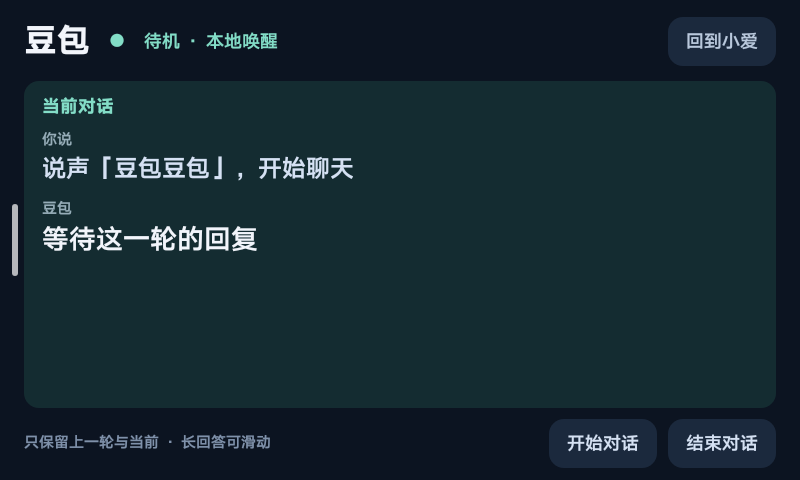 豆包 待机 · 本地唤醒 回到小爱
当前对话
你说
说声「豆包豆包」，开始聊天
豆包
等待这一轮的回复
只保留上一轮与当前 · 长回答可滑动 开始对话 结束对话